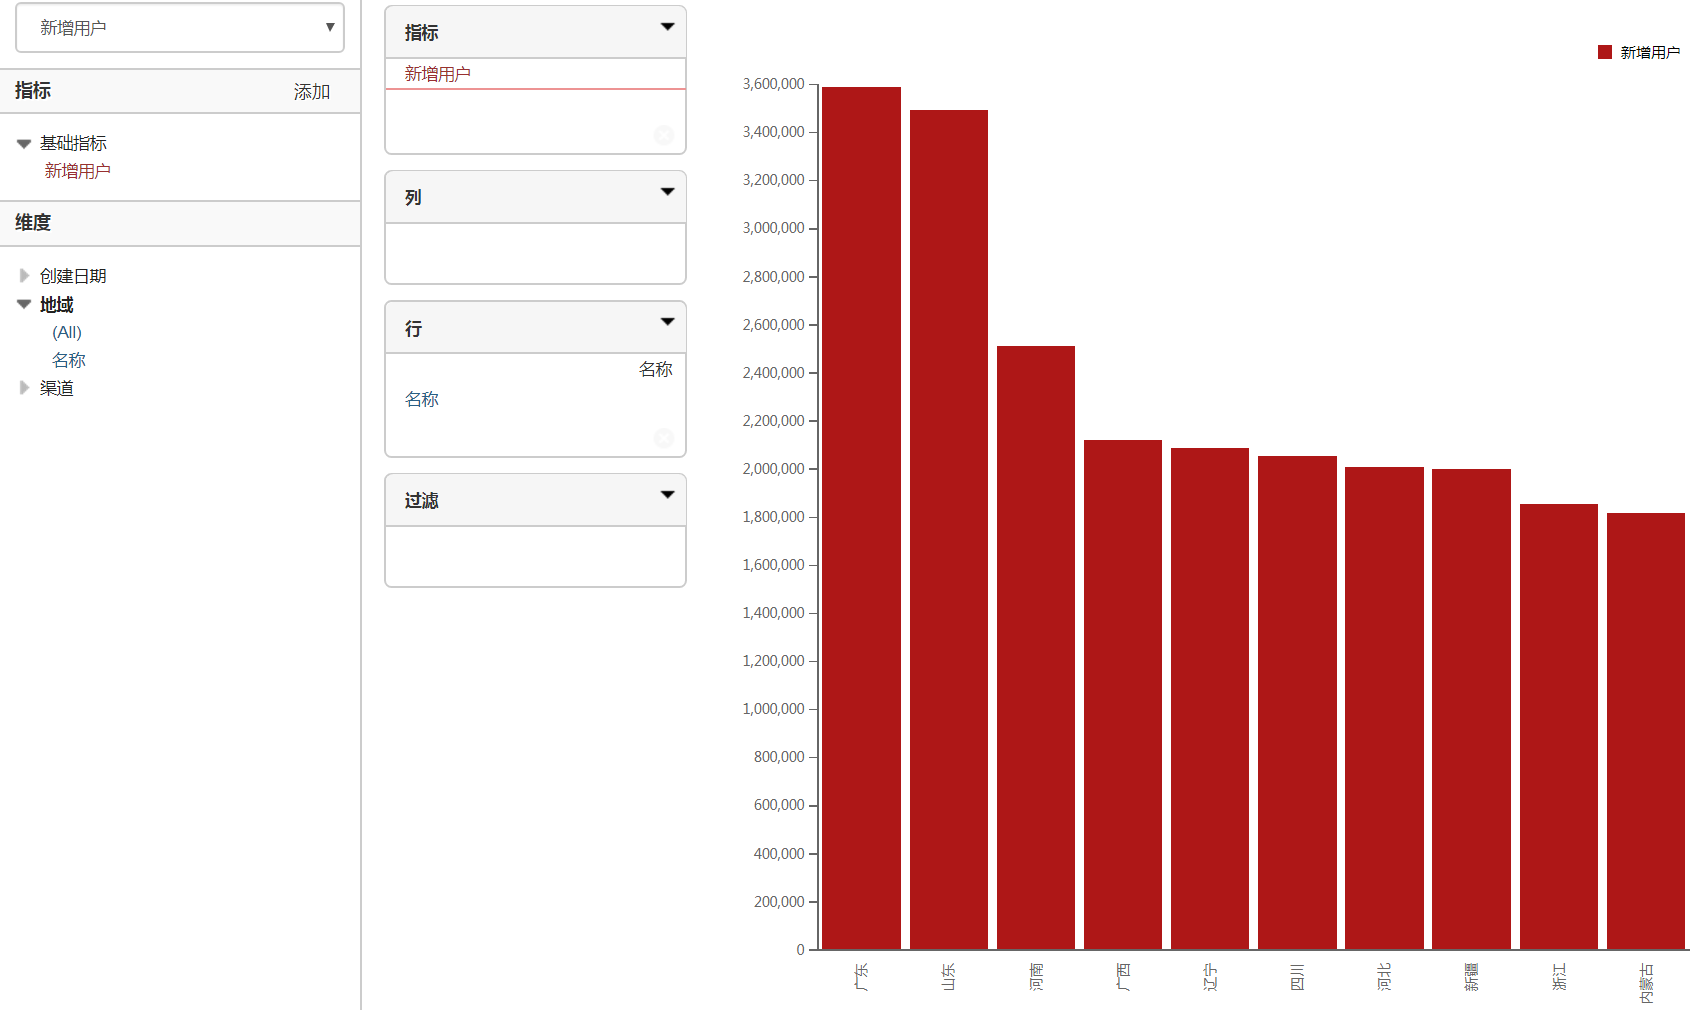 新增用户
指标 添加
基础指标
新增用户
维度
创建日期
地域
(All)
名称
渠道
指标
新增用户
列
行
名称
名称
过滤
新增用户
3,600,000
3,400,000
3,200,000
3,000,000
2,800,000
2,600,000
2,400,000
2,200,000
2,000,000
1,800,000
1,600,000
1,400,000
1,200,000
1,000,000
800,000
600,000
400,000
200,000
0
广东
山东
河南
广西
辽宁
四川
河北
新疆
浙江
内蒙古